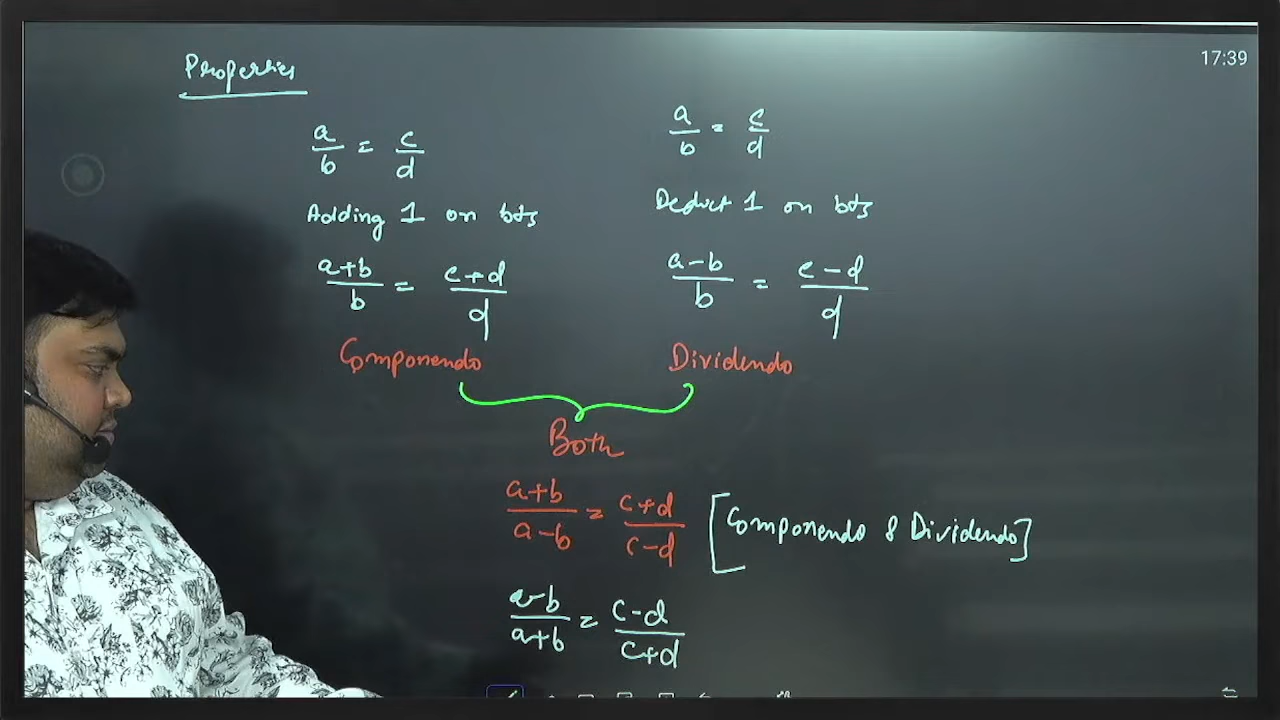 17:39
Properties
a/b = c/d
Adding 1 on bts
(a+b)/b = (c+d)/d
Componendo
a/b = c/d
Deduct 1 on bts
(a-b)/b = (c-d)/d
Dividendo
Both
(a+b)/(a-b) = (c+d)/(c-d) [Componendo & Dividendo]
(a-b)/(a+b) = (c-d)/(c+d)